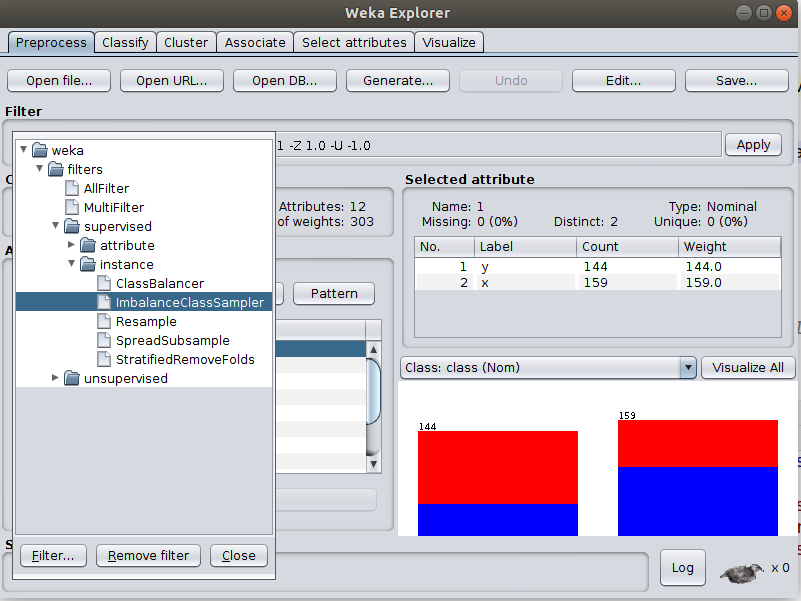 Weka Explorer
Preprocess Classify Cluster Associate Select attributes Visualize
Open file... Open URL... Open DB... Generate... Undo Edit... Save...
Filter
1 -Z 1.0 -U -1.0 Apply
weka
filters
AllFilter
MultiFilter
supervised
attribute
instance
ClassBalancer
ImbalanceClassSampler
Resample
SpreadSubsample
StratifiedRemoveFolds
unsupervised
Filter... Remove filter Close
Attributes: 12
of weights: 303
Pattern
Selected attribute
Name: 1 Type: Nominal
Missing: 0 (0%) Distinct: 2 Unique: 0 (0%)
No. Label Count Weight
1 y 144 144.0
2 x 159 159.0
Class: class (Nom) Visualize All
144 159
Log x 0